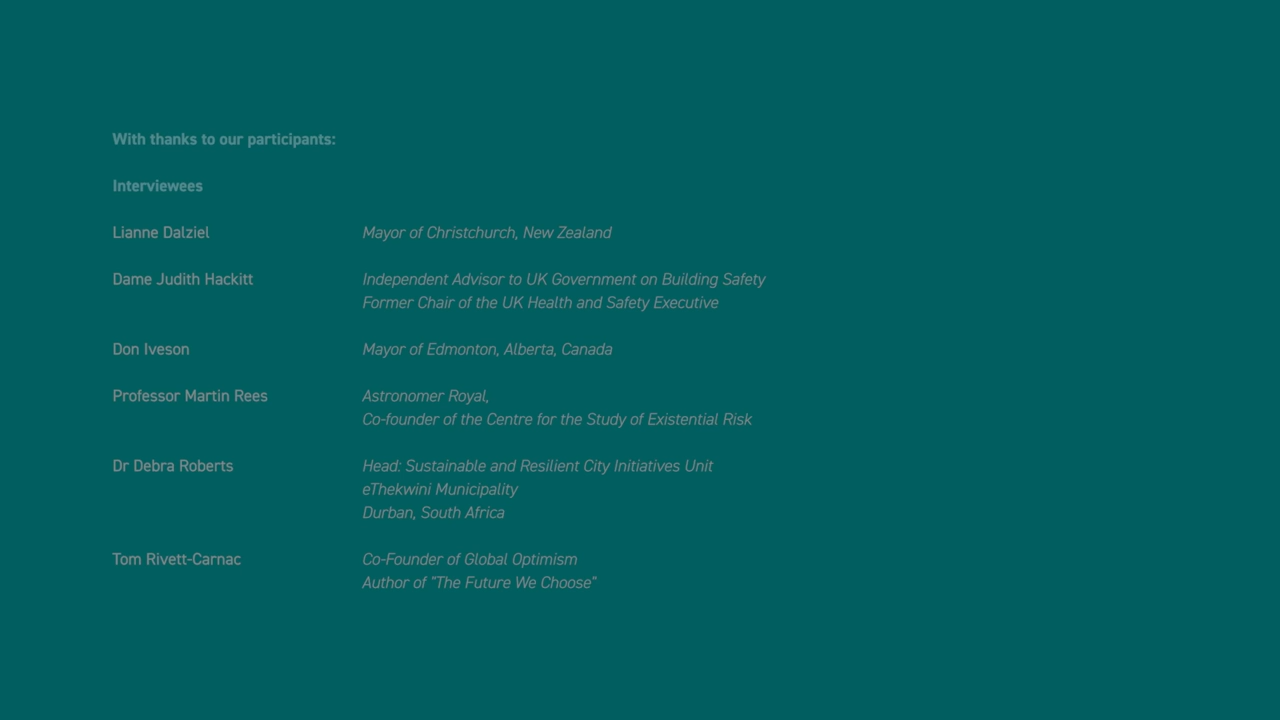 With thanks to our participants:
Interviewees
Lianne Dalziel Mayor of Christchurch, New Zealand
Dame Judith Hackitt Independent Advisor to UK Government on Building Safety
Former Chair of the UK Health and Safety Executive
Don Iveson Mayor of Edmonton, Alberta, Canada
Professor Martin Rees Astronomer Royal,
Co-founder of the Centre for the Study of Existential Risk
Dr Debra Roberts Head: Sustainable and Resilient City Initiatives Unit
eThekwini Municipality
Durban, South Africa
Tom Rivett-Carnac Co-Founder of Global Optimism
Author of "The Future We Choose"